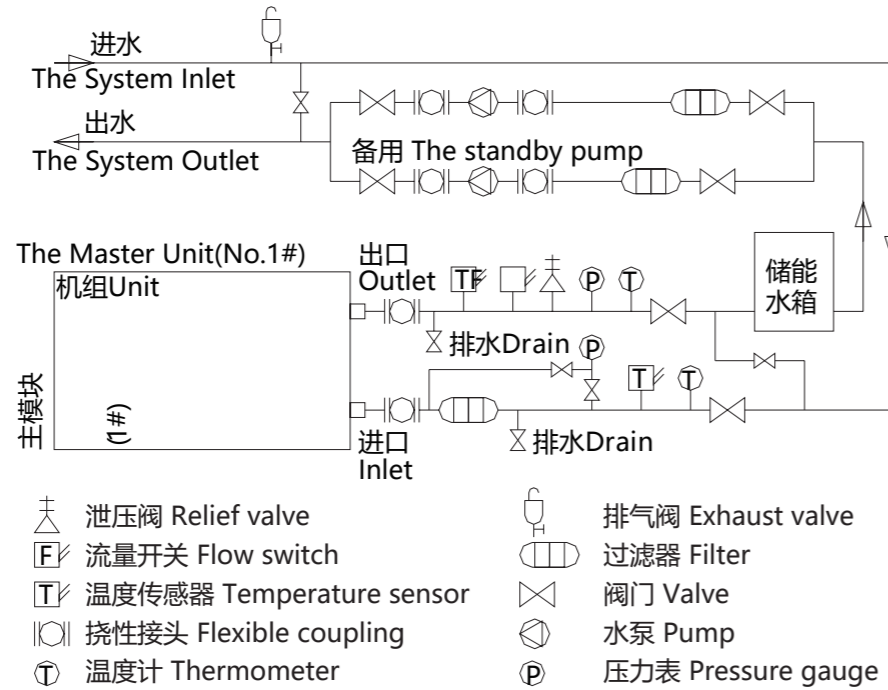 进水
The System Inlet
出水
The System Outlet
备用 The standby pump
The Master Unit(No.1#)
出口
Outlet
机组Unit
TF
P
T
储能
水箱
排水Drain
P
主模块
(1#)
T
T
进口
Inlet
排水Drain
泄压阀 Relief valve
排气阀 Exhaust valve
F 流量开关 Flow switch
过滤器 Filter
T 温度传感器 Temperature sensor
阀门 Valve
挠性接头 Flexible coupling
水泵 Pump
T 温度计 Thermometer
P 压力表 Pressure gauge